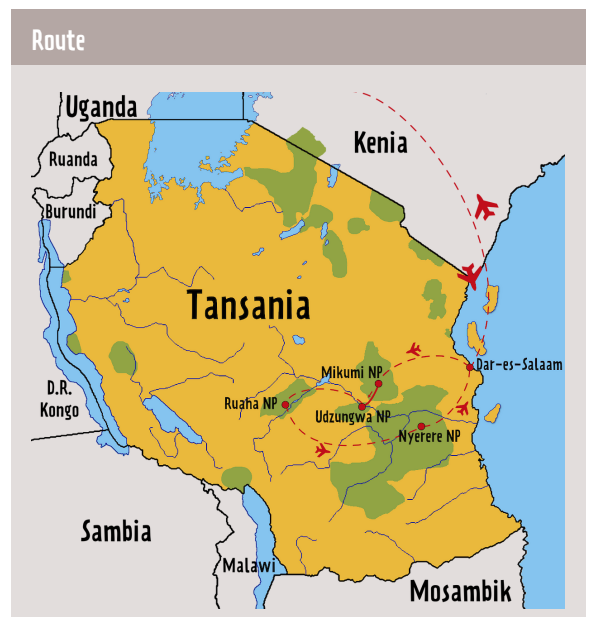 Route
Uganda
Kenia
Ruanda
Burundi
Tansania
Dar-es-Salaam
Mikumi NP
D.R.
Kongo
Ruaha NP
Udzungwa NP
Nyerere NP
Sambia
Malawi
Mosambik